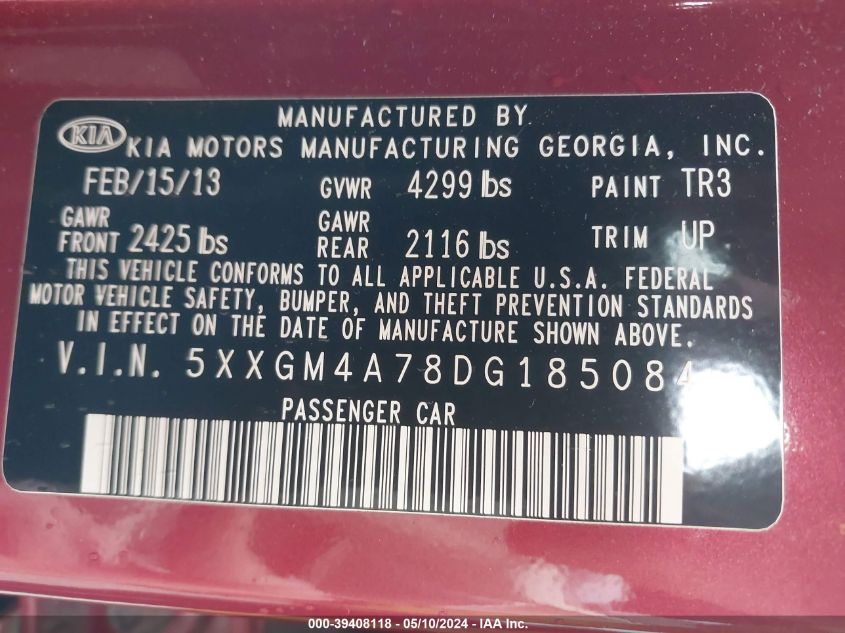 MANUFACTURED BY
KIA KIA MOTORS MANUFACTURING GEORGIA, INC.
FEB/15/13 GVWR 4299 lbs PAINT TR3
GAWR FRONT 2425 lbs GAWR REAR 2116 lbs TRIM UP
THIS VEHICLE CONFORMS TO ALL APPLICABLE U.S.A. FEDERAL
MOTOR VEHICLE SAFETY, BUMPER, AND THEFT PREVENTION STANDARDS
IN EFFECT ON THE DATE OF MANUFACTURE SHOWN ABOVE.
V.I.N. 5XXGM4A78DG185084
PASSENGER CAR
000-39408118 - 05/10/2024 - IAA Inc.